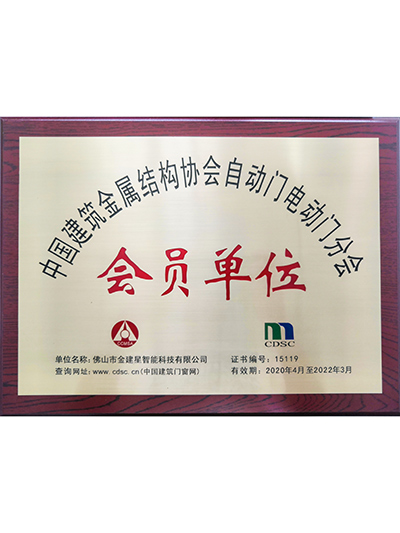 中国建筑金属结构协会自动门电动门分会
会员单位
CCMSA
CDSC
单位名称：佛山市金建星智能科技有限公司
证书编号：15119
查询网址：www.cdsc.cn(中国建筑门窗网)
有效期：2020年4月至2022年3月